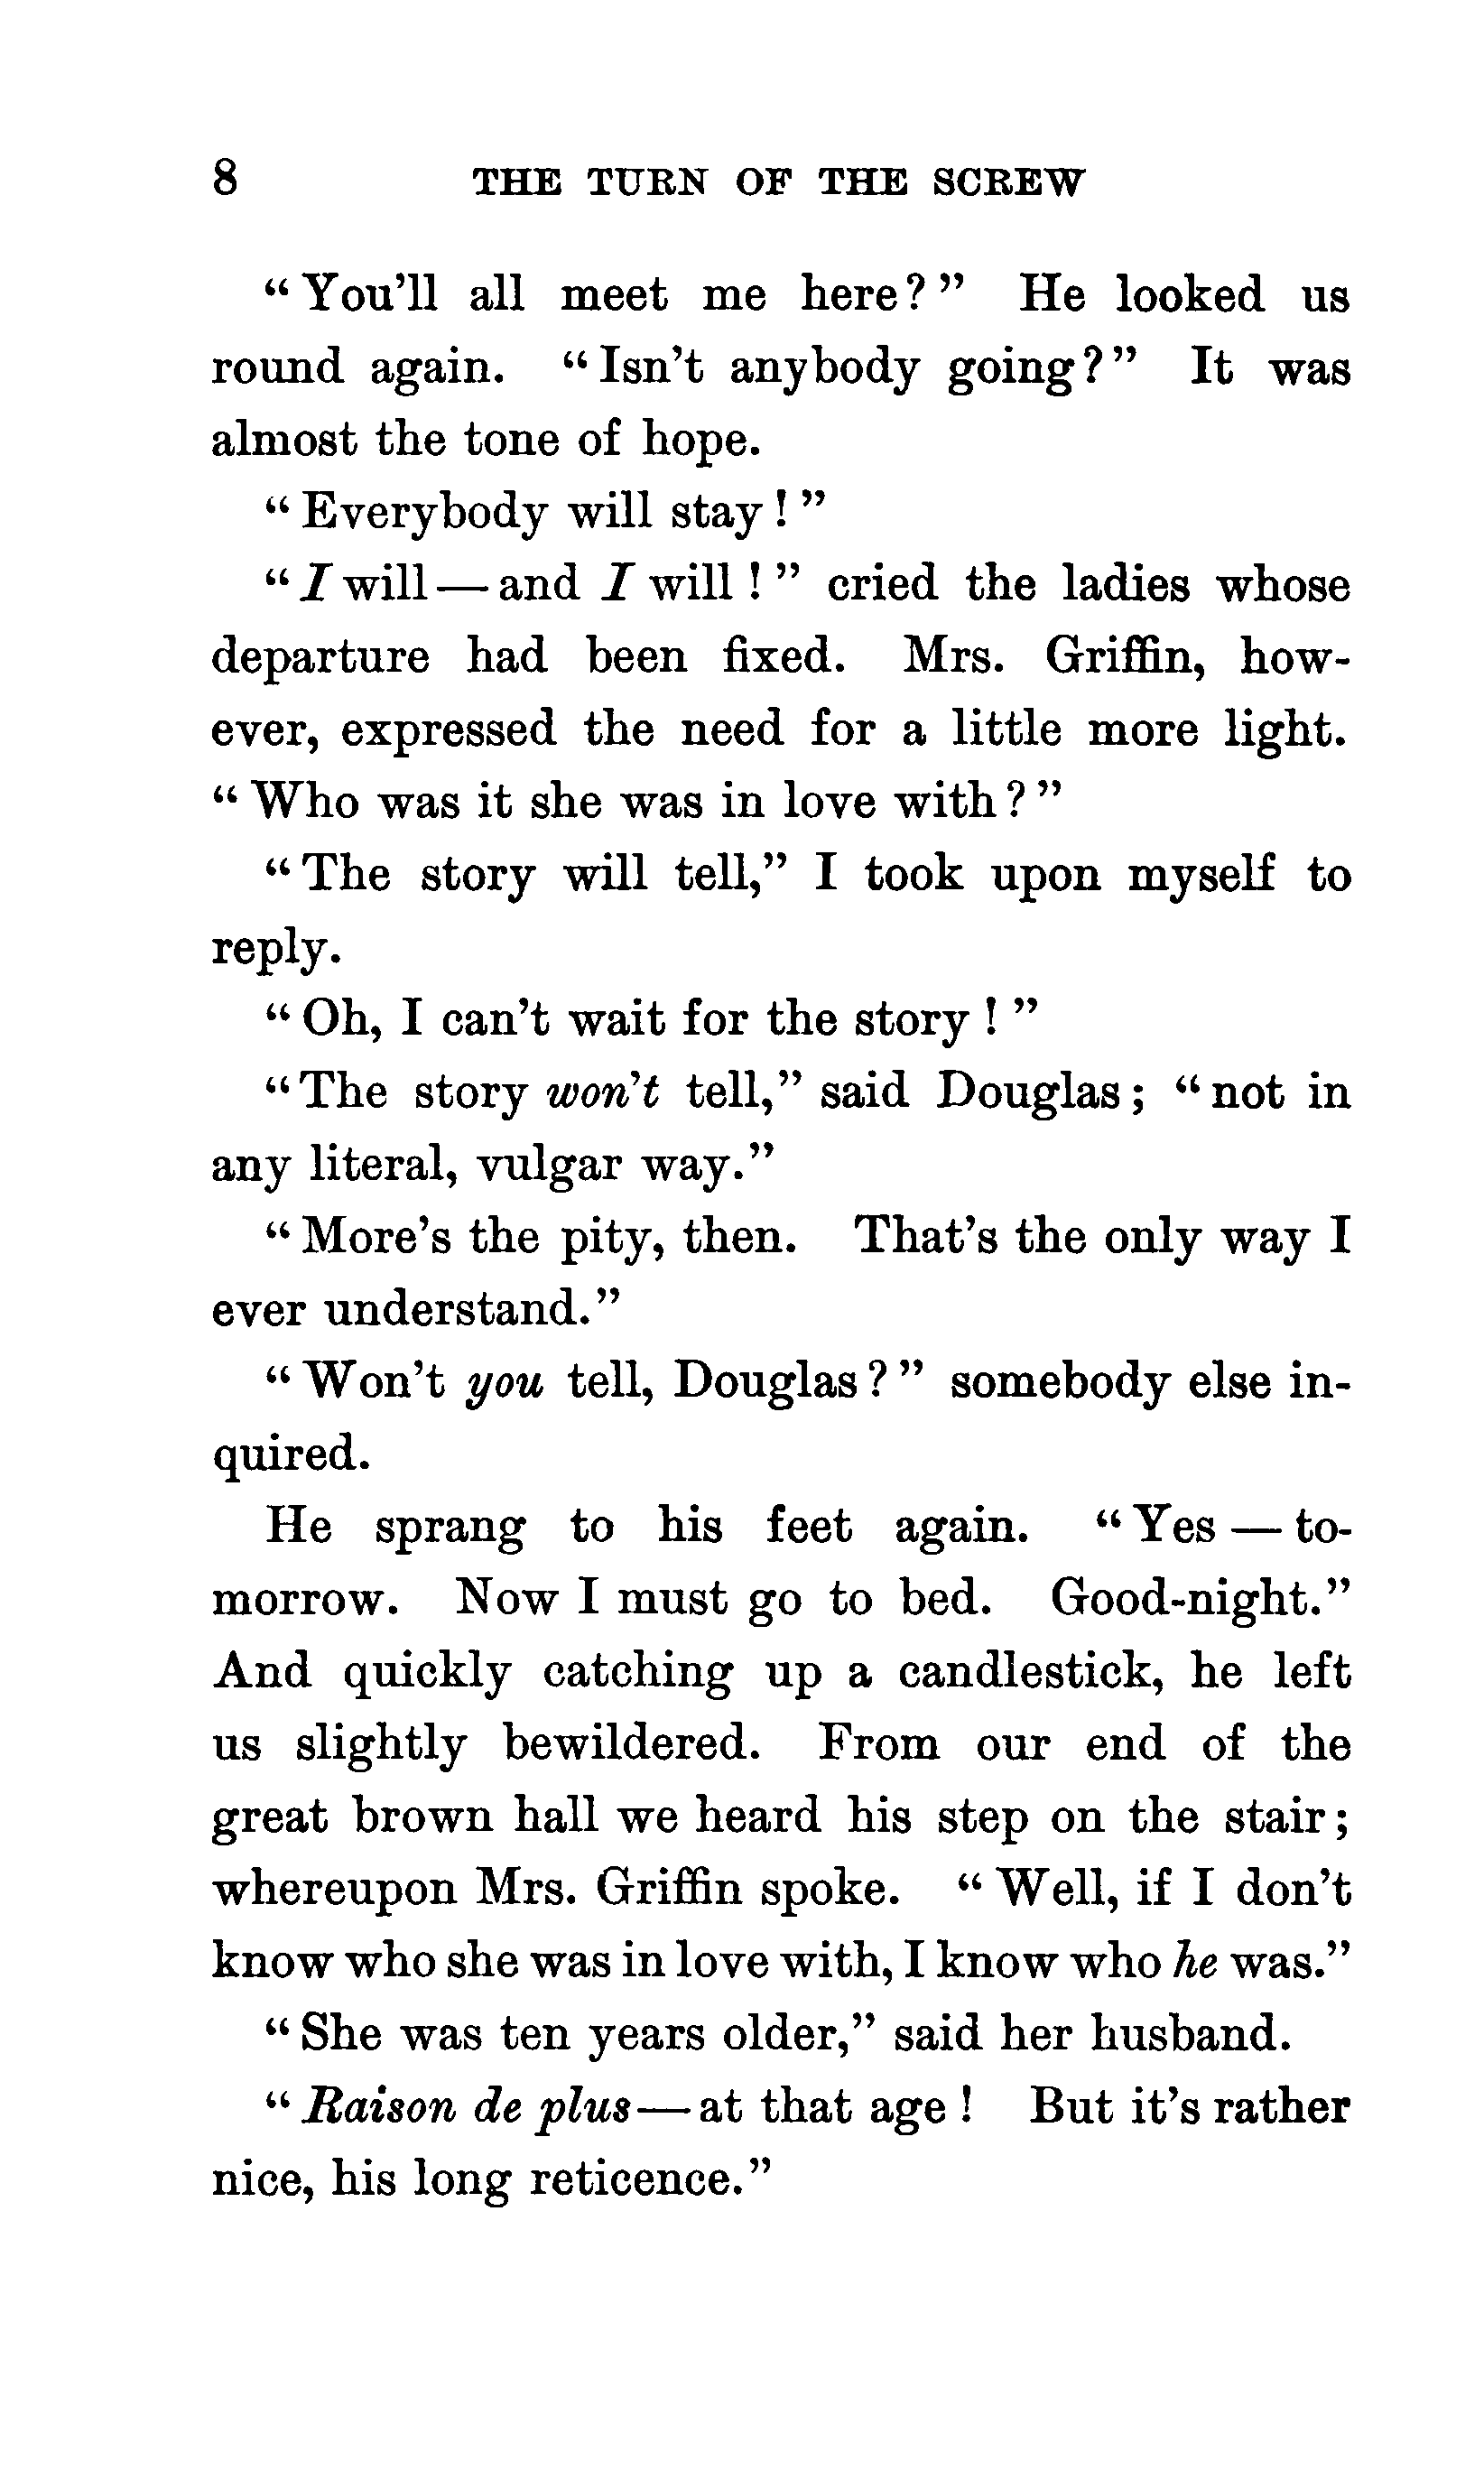 8 THE TURN OF THE SCREW
“You’ll all meet me here?” He looked us
round again. “Isn’t anybody going?” It was
almost the tone of hope.
“Everybody will stay!”
“I will—and I will!” cried the ladies whose
departure had been fixed. Mrs. Griffin, how-
ever, expressed the need for a little more light.
“Who was it she was in love with?”
“The story will tell,” I took upon myself to
reply.
“Oh, I can’t wait for the story!”
“The story won’t tell,” said Douglas; “not in
any literal, vulgar way.”
“More’s the pity, then. That’s the only way I
ever understand.”
“Won’t you tell, Douglas?” somebody else in-
quired.
He sprang to his feet again. “Yes—to-
morrow. Now I must go to bed. Good-night.”
And quickly catching up a candlestick, he left
us slightly bewildered. From our end of the
great brown hall we heard his step on the stair;
whereupon Mrs. Griffin spoke. “Well, if I don’t
know who she was in love with, I know who he was.”
“She was ten years older,” said her husband.
“Raison de plus—at that age! But it’s rather
nice, his long reticence.”